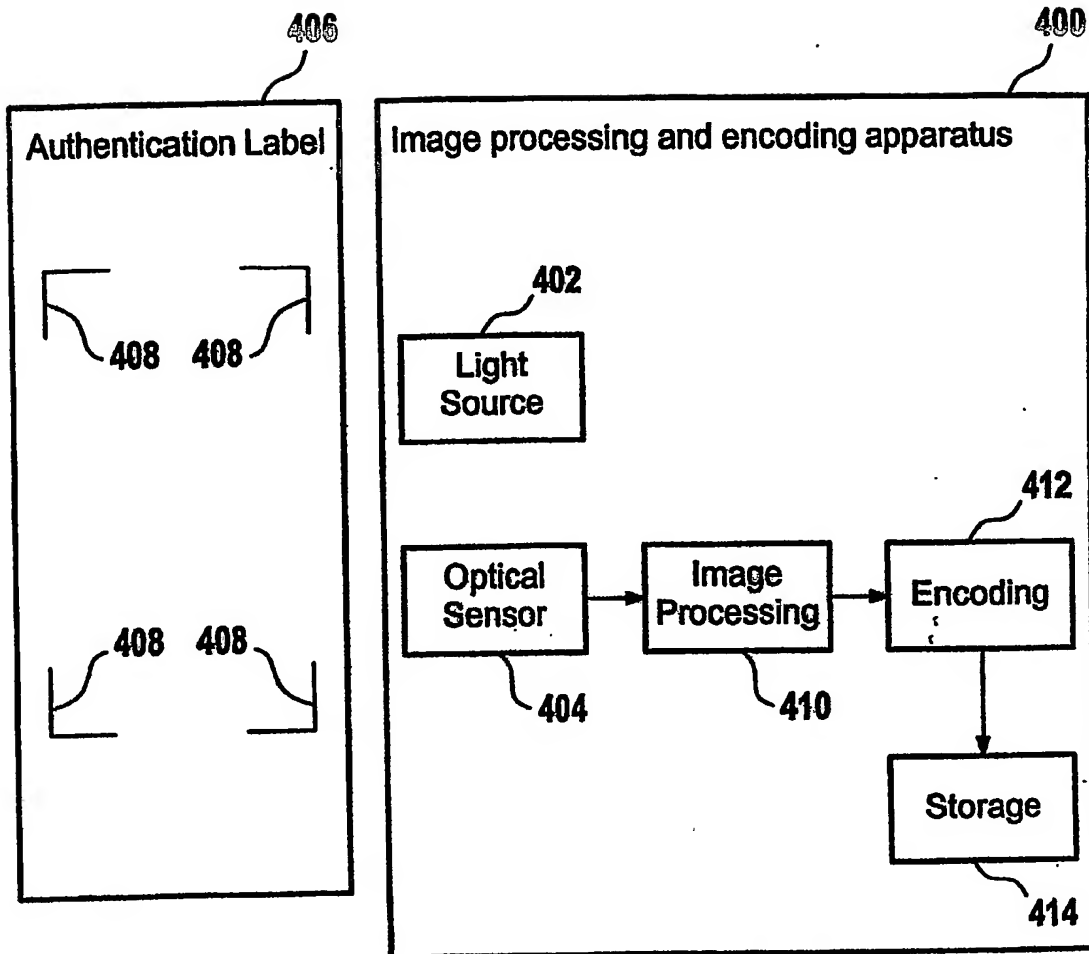 406
400
Authentication Label
Image processing and encoding apparatus
402
408 408
Light
Source
412
Optical
Sensor
Image
Processing
Encoding
408 408
404
410
Storage
414